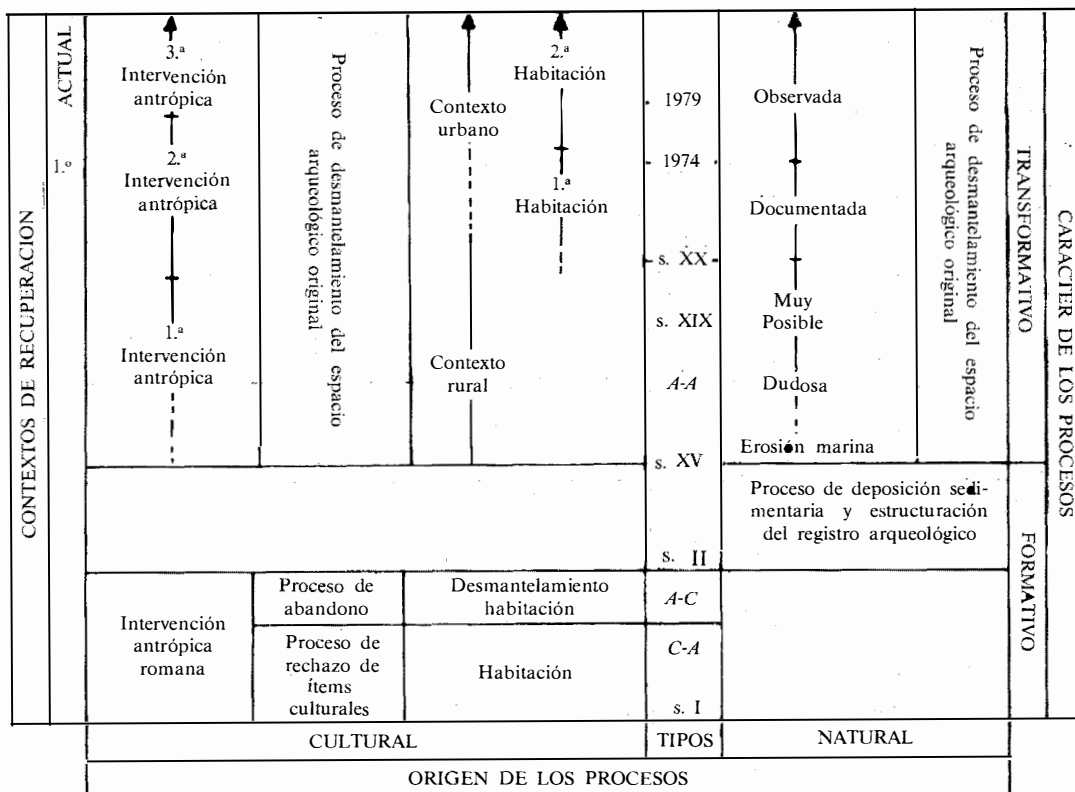 CONTEXTOS DE RECUPERACION
ACTUAL
1.º
3.ª
Intervención
antrópica
2.ª
Intervención
antrópica
1.ª
Intervención
antrópica
Proceso de desmantelamiento del espacio
arqueológico original
Contexto
urbano
Contexto
rural
2.ª
Habitación
1.ª
Habitación
1979
1974
s. XX
s. XIX
A-A
s. XV
s. II
A-C
C-A
s. I
Observada
Documentada
Muy
Posible
Dudosa
Erosión marina
Proceso de desmantelamiento del espacio
arqueológico original
Proceso de deposición sedi-
mentaria y estructuración
del registro arqueológico
Intervención
antrópica
romana
Proceso de
abandono
Desmantelamiento
habitación
Proceso de
rechazo de
ítems
culturales
Habitación
TRANSFORMATIVO
FORMATIVO
CARACTER DE LOS PROCESOS
CULTURAL
TIPOS
NATURAL
ORIGEN DE LOS PROCESOS